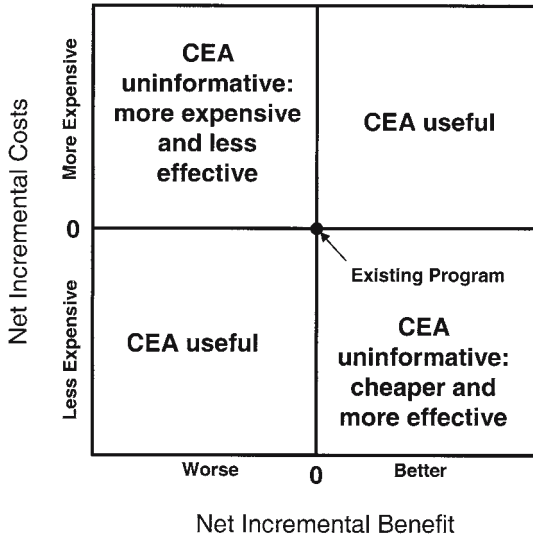 CEA
uninformative:
more expensive
and less
effective
CEA useful
More Expensive
Net Incremental Costs
0
Existing Program
Less Expensive
CEA useful
CEA
uninformative:
cheaper and
more effective
Worse
0
Better
Net Incremental Benefit